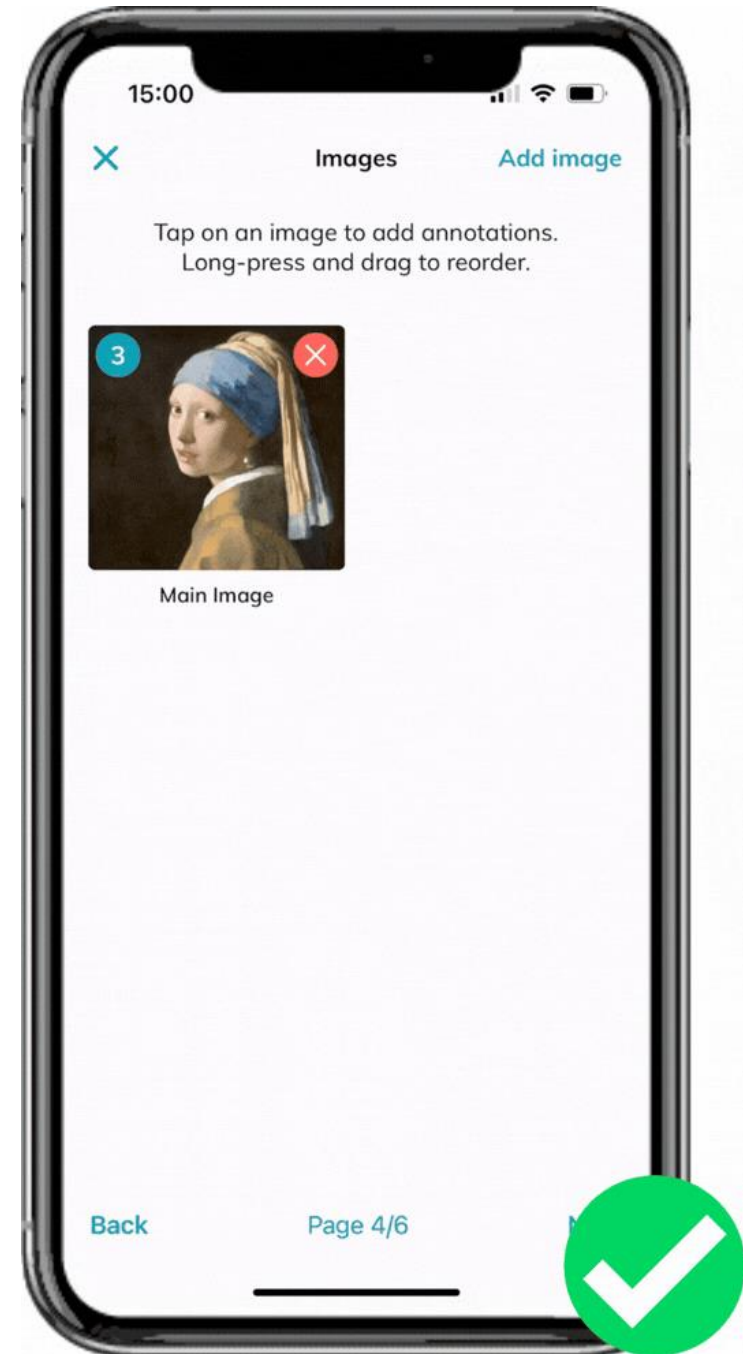 15:00
Images
Add image
Tap on an image to add annotations.
Long-press and drag to reorder.
3
Main Image
Back
Page 4/6